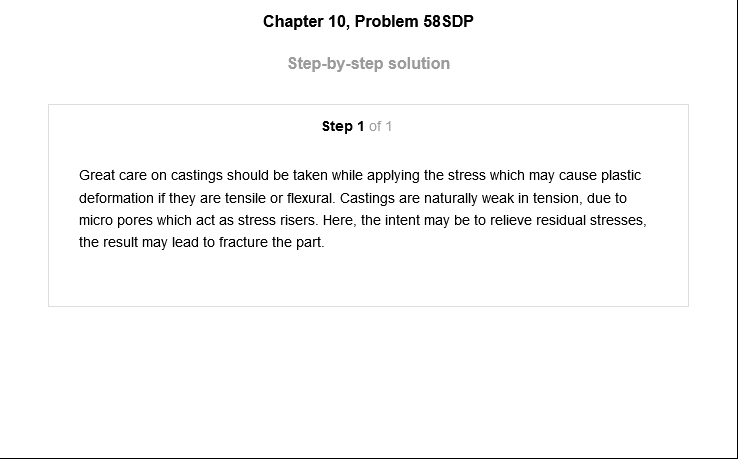 Chapter 10, Problem 58SDP
Step-by-step solution
Step 1 of 1
Great care on castings should be taken while applying the stress which may cause plastic
deformation if they are tensile or flexural. Castings are naturally weak in tension, due to
micro pores which act as stress risers. Here, the intent may be to relieve residual stresses,
the result may lead to fracture the part.